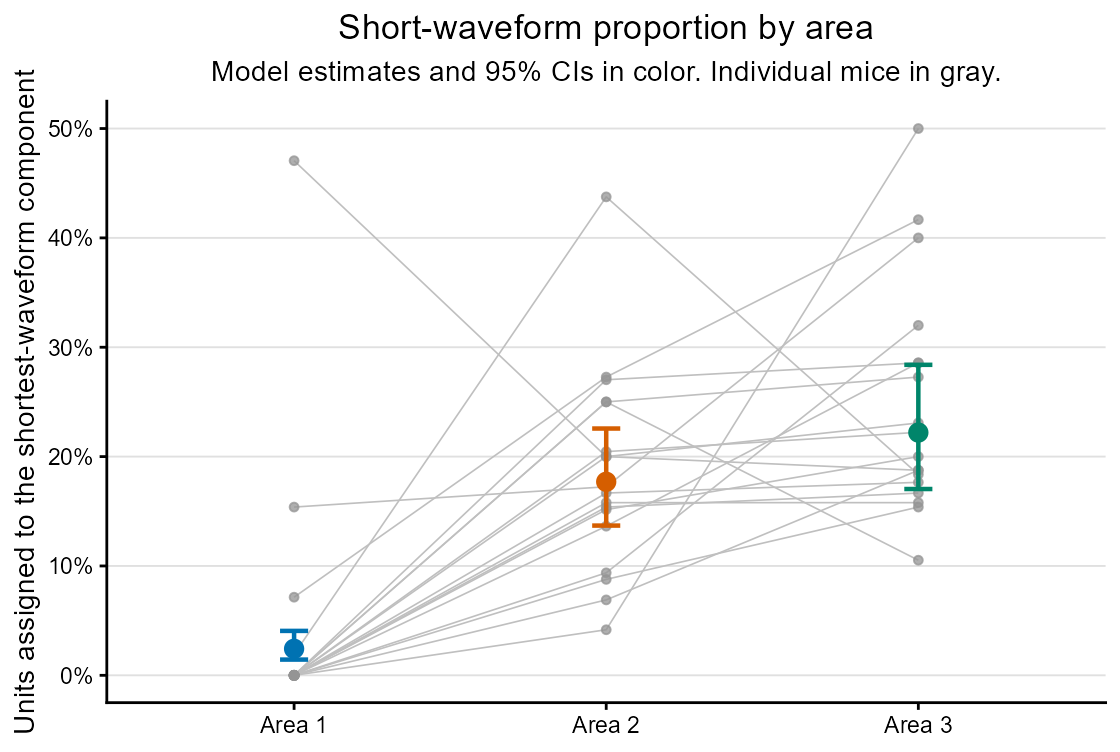 Short-waveform proportion by area
Model estimates and 95% CIs in color. Individual mice in gray.
Units assigned to the shortest-waveform component
50%
40%
30%
20%
10%
0%
Area 1
Area 2
Area 3